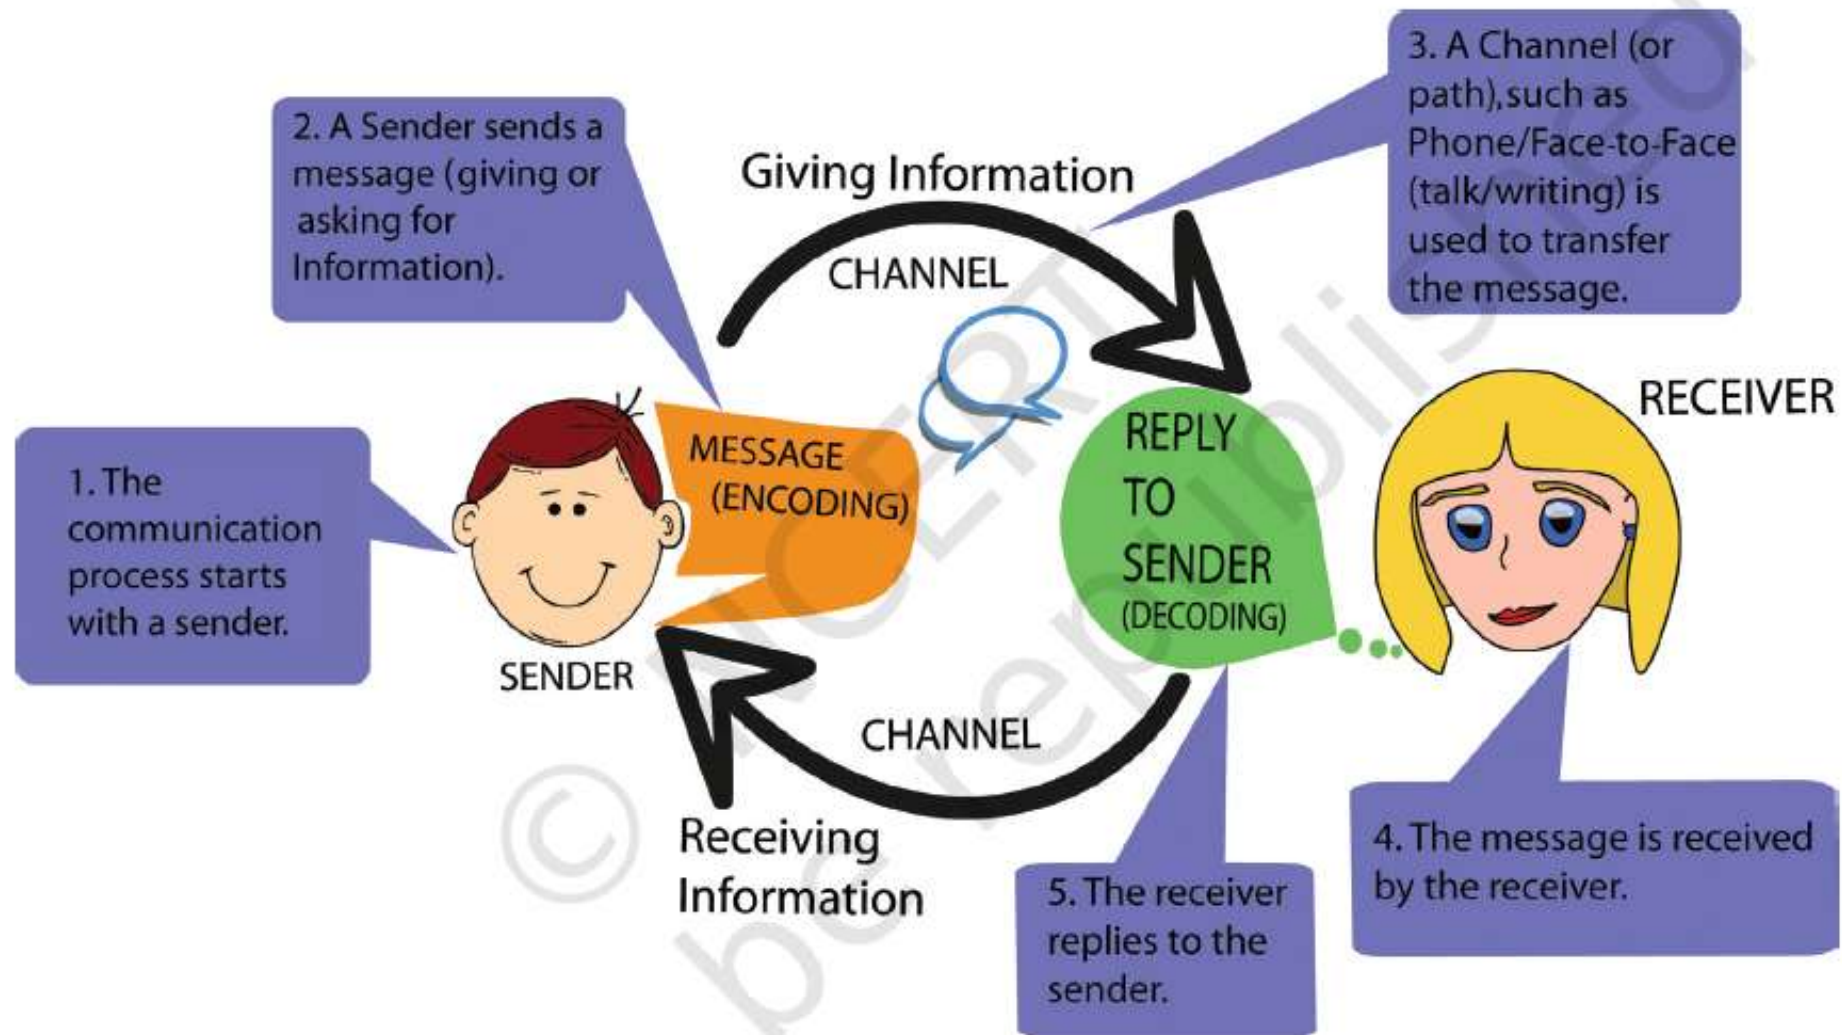 1. The
communication
process starts
with a sender.
2. A Sender sends a
message (giving or
asking for
Information).
3. A Channel (or
path),such as
Phone/Face-to-Face
(talk/writing) is
used to transfer
the message.
Giving Information
CHANNEL
MESSAGE
(ENCODING)
SENDER
REPLY
TO
SENDER
(DECODING)
RECEIVER
CHANNEL
Receiving
Information
4. The message is received
by the receiver.
5. The receiver
replies to the
sender.
© NCERT
be republished